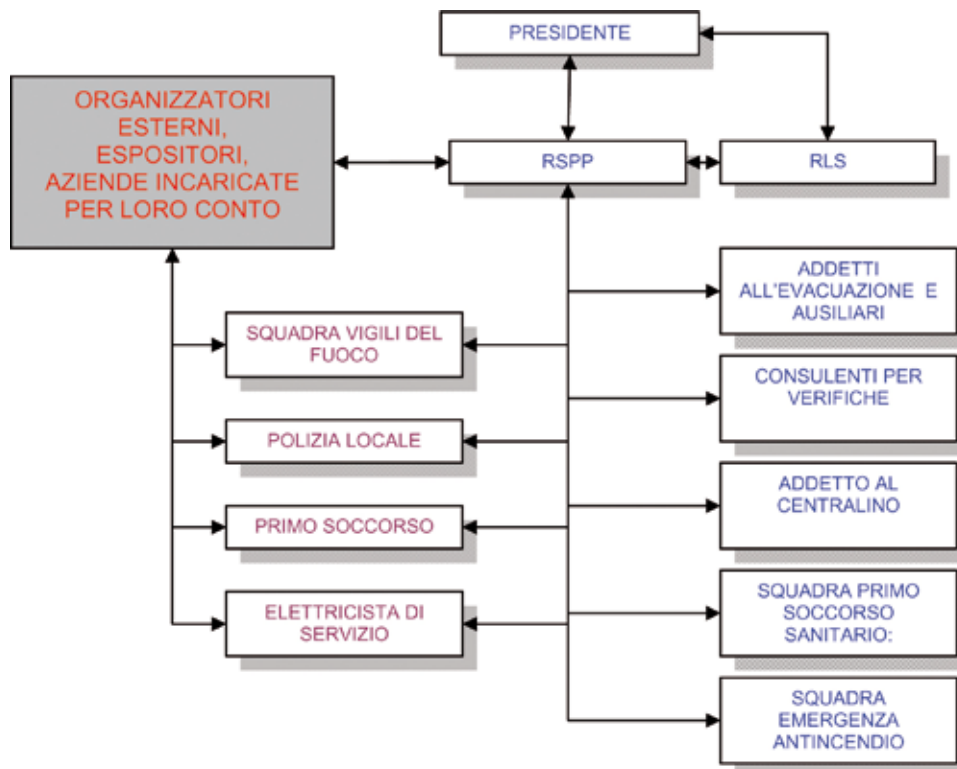 PRESIDENTE
ORGANIZZATORI
ESTERNI,
ESPOSITORI,
AZIENDE INCARICATE
PER LORO CONTO
RSPP
RLS
SQUADRA VIGILI DEL
FUOCO
POLIZIA LOCALE
PRIMO SOCCORSO
ELETTRICISTA DI
SERVIZIO
ADDETTI
ALL'EVACUAZIONE E
AUSILIARI
CONSULENTI PER
VERIFICHE
ADDETTO AL
CENTRALINO
SQUADRA PRIMO
SOCCORSO
SANITARIO:
SQUADRA
EMERGENZA
ANTINCENDIO